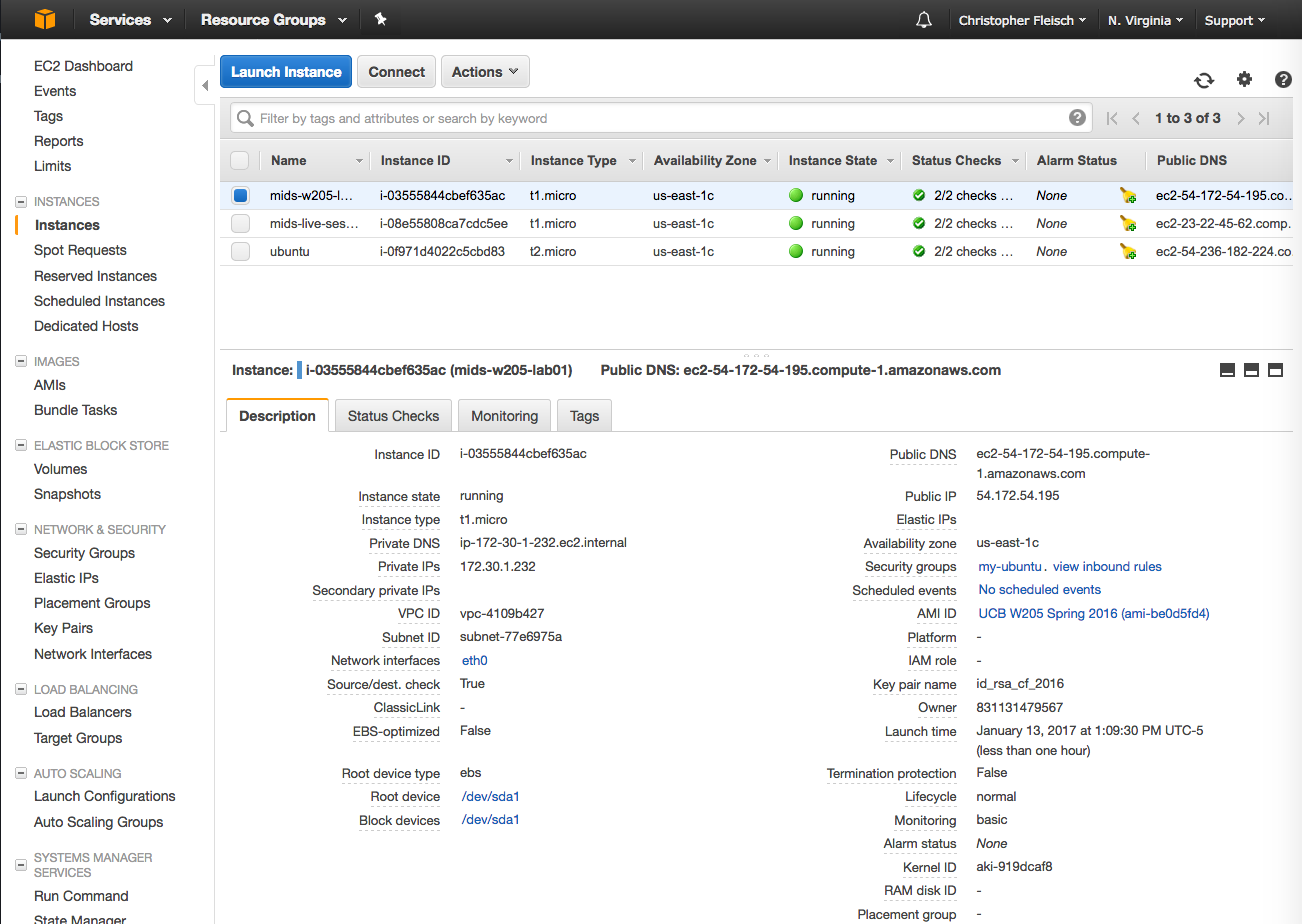 Services Resource Groups Christopher Fleisch N. Virginia Support
EC2 Dashboard
Events
Tags
Reports
Limits
INSTANCES
Instances
Spot Requests
Reserved Instances
Scheduled Instances
Dedicated Hosts
IMAGES
AMIs
Bundle Tasks
ELASTIC BLOCK STORE
Volumes
Snapshots
NETWORK & SECURITY
Security Groups
Elastic IPs
Placement Groups
Key Pairs
Network Interfaces
LOAD BALANCING
Load Balancers
Target Groups
AUTO SCALING
Launch Configurations
Auto Scaling Groups
SYSTEMS MANAGER
SERVICES
Run Command
State Manager
Launch Instance Connect Actions
Filter by tags and attributes or search by keyword 1 to 3 of 3
Name Instance ID Instance Type Availability Zone Instance State Status Checks Alarm Status Public DNS
mids-w205-l… i-03555844cbef635ac t1.micro us-east-1c running 2/2 checks … None ec2-54-172-54-195.co…
mids-live-ses… i-08e55808ca7cdc5ee t1.micro us-east-1c running 2/2 checks … None ec2-23-22-45-62.comp…
ubuntu i-0f971d4022c5cbd83 t2.micro us-east-1c running 2/2 checks … None ec2-54-236-182-224.co…
Instance: i-03555844cbef635ac (mids-w205-lab01) Public DNS: ec2-54-172-54-195.compute-1.amazonaws.com
Description Status Checks Monitoring Tags
Instance ID i-03555844cbef635ac
Instance state running
Instance type t1.micro
Private DNS ip-172-30-1-232.ec2.internal
Private IPs 172.30.1.232
Secondary private IPs
VPC ID vpc-4109b427
Subnet ID subnet-77e6975a
Network interfaces eth0
Source/dest. check True
ClassicLink -
EBS-optimized False
Root device type ebs
Root device /dev/sda1
Block devices /dev/sda1
Public DNS ec2-54-172-54-195.compute-
1.amazonaws.com
Public IP 54.172.54.195
Elastic IPs
Availability zone us-east-1c
Security groups my-ubuntu. view inbound rules
Scheduled events No scheduled events
AMI ID UCB W205 Spring 2016 (ami-be0d5fd4)
Platform -
IAM role -
Key pair name id_rsa_cf_2016
Owner 831131479567
Launch time January 13, 2017 at 1:09:30 PM UTC-5
(less than one hour)
Termination protection False
Lifecycle normal
Monitoring basic
Alarm status None
Kernel ID aki-919dcaf8
RAM disk ID -
Placement group -